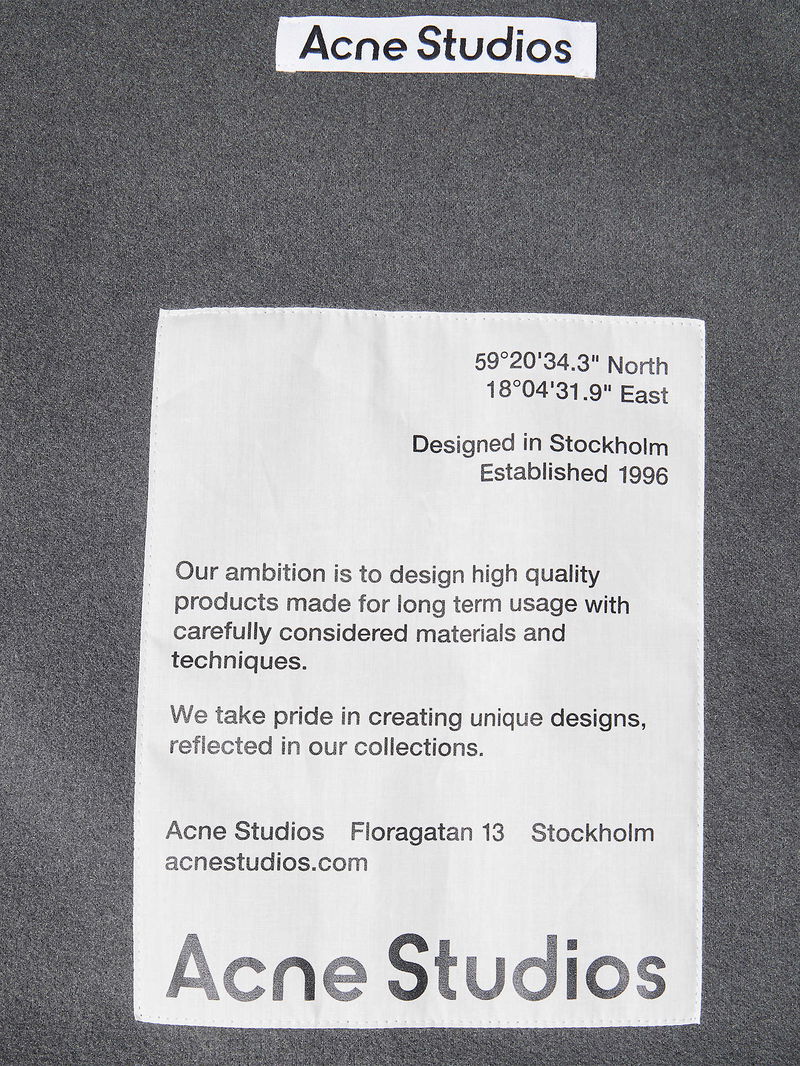 Acne Studios
59°20'34.3" North
18°04'31.9" East
Designed in Stockholm
Established 1996
Our ambition is to design high quality
products made for long term usage with
carefully considered materials and
techniques.
We take pride in creating unique designs,
reflected in our collections.
Acne Studios Floragatan 13 Stockholm
acnestudios.com
Acne Studios